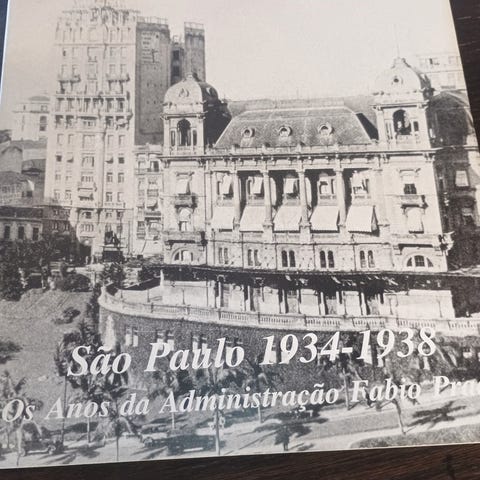 São Paulo 1934-1938
Os Anos da Administração Fabio